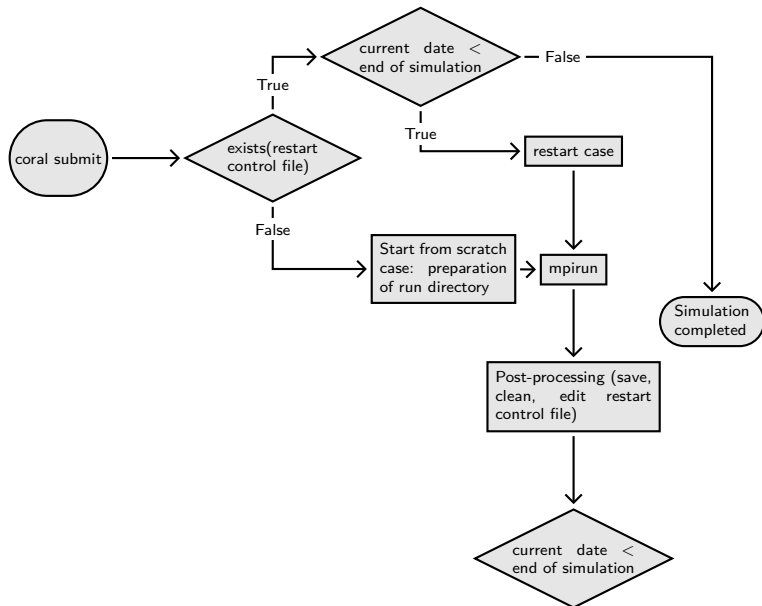 current date <
end of simulation
False
True
True
coral submit
exists(restart
control file)
restart case
False
Start from scratch
case: preparation
of run directory
mpirun
Simulation
completed
Post-processing (save,
clean, edit restart
control file)
current date <
end of simulation